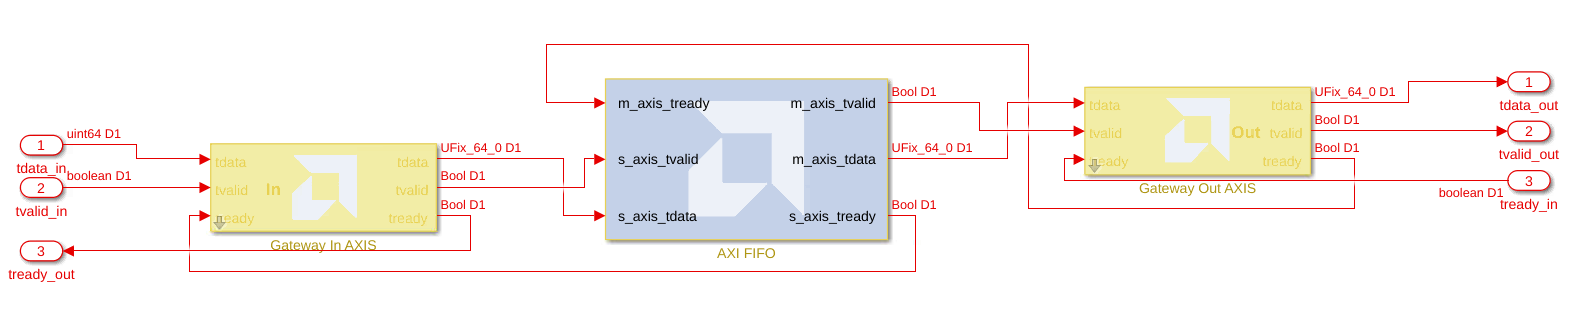 1
tdata_in
2
tvalid_in
3
tready_out
uint64 D1
boolean D1
tdata
tvalid
tready
In
tdata
tvalid
tready
Gateway In AXIS
UFix_64_0 D1
Bool D1
Bool D1
m_axis_tready
s_axis_tvalid
s_axis_tdata
m_axis_tvalid
m_axis_tdata
s_axis_tready
AXI FIFO
Bool D1
UFix_64_0 D1
Bool D1
tdata
tvalid
tready
Out
tdata
tvalid
tready
Gateway Out AXIS
UFix_64_0 D1
Bool D1
Bool D1
boolean D1
1
tdata_out
2
tvalid_out
3
tready_in